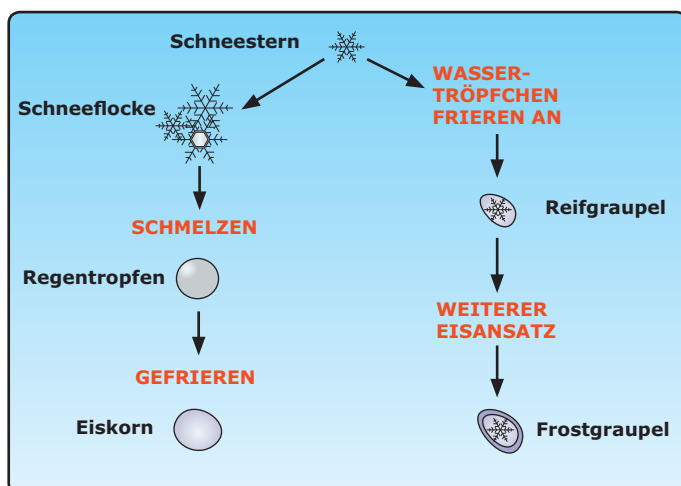 Schneestern
WASSER-
TRÖPFCHEN
FRIEREN AN
Schneeflocke
Reifgraupel
SCHMELZEN
Regentropfen
WEITERER
EISANSATZ
GEFRIEREN
Eiskorn
Frostgraupel